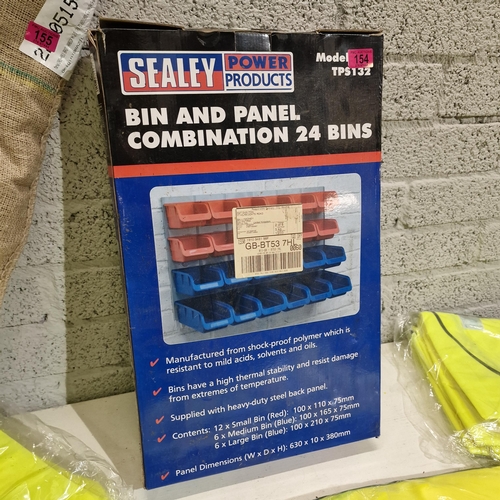 155
0515
SEALEY POWER PRODUCTS
Model
154
TPS132
BIN AND PANEL
COMBINATION 24 BINS
GB-BT53 7H
Manufactured from shock-proof polymer which is
resistant to mild acids, solvents and oils.
Bins have a high thermal stability and resist damage
from extremes of temperature.
Supplied with heavy-duty steel back panel.
Contents: 12 x Small Bin (Red): 100 x 110 x 75mm
6 x Medium Bin (Blue): 100 x 165 x 75mm
6 x Large Bin (Blue): 100 x 210 x 75mm
Panel Dimensions (W x D x H): 630 x 10 x 380mm